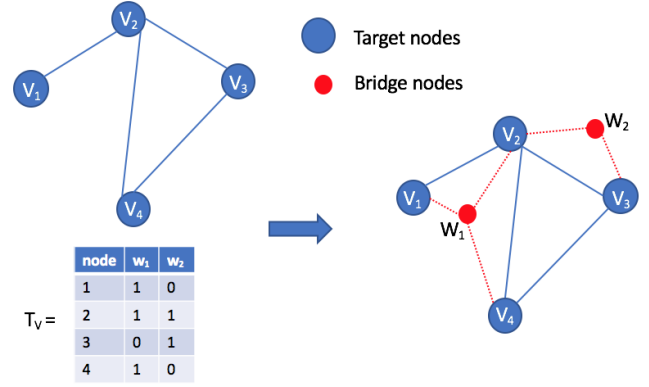 V₂
V₁
V₃
V₄
Target nodes
Bridge nodes
V₂
W₂
V₁
V₃
W₁
V₄
Tᵥ =
node w₁ w₂
1 1 0
2 1 1
3 0 1
4 1 0